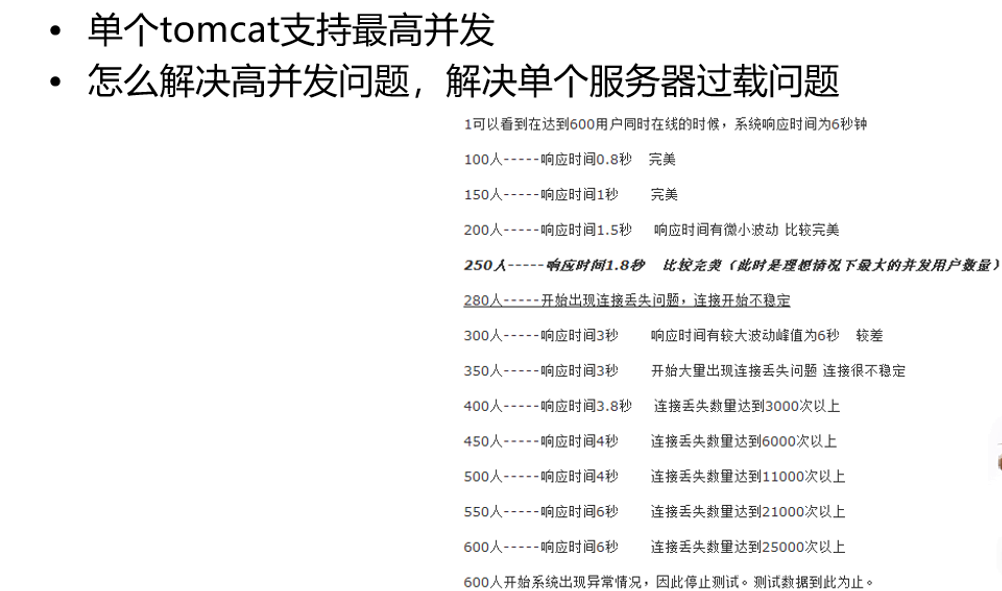 • 单个tomcat支持最高并发
• 怎么解决高并发问题，解决单个服务器过载问题
1可以看到在达到600用户同时在线的时候，系统响应时间为6秒钟
100人-----响应时间0.8秒 完美
150人-----响应时间1秒 完美
200人-----响应时间1.5秒 响应时间有微小波动 比较完美
250人-----响应时间1.8秒 比较完美（此时是理想情况下最大的并发用户数量）
280人-----开始出现连接丢失问题，连接开始不稳定
300人-----响应时间3秒 响应时间有较大波动峰值为6秒 较差
350人-----响应时间3秒 开始大量出现连接丢失问题 连接很不稳定
400人-----响应时间3.8秒 连接丢失数量达到3000次以上
450人-----响应时间4秒 连接丢失数量达到6000次以上
500人-----响应时间4秒 连接丢失数量达到11000次以上
550人-----响应时间6秒 连接丢失数量达到21000次以上
600人-----响应时间6秒 连接丢失数量达到25000次以上
600人开始系统出现异常情况，因此停止测试。测试数据到此为止。